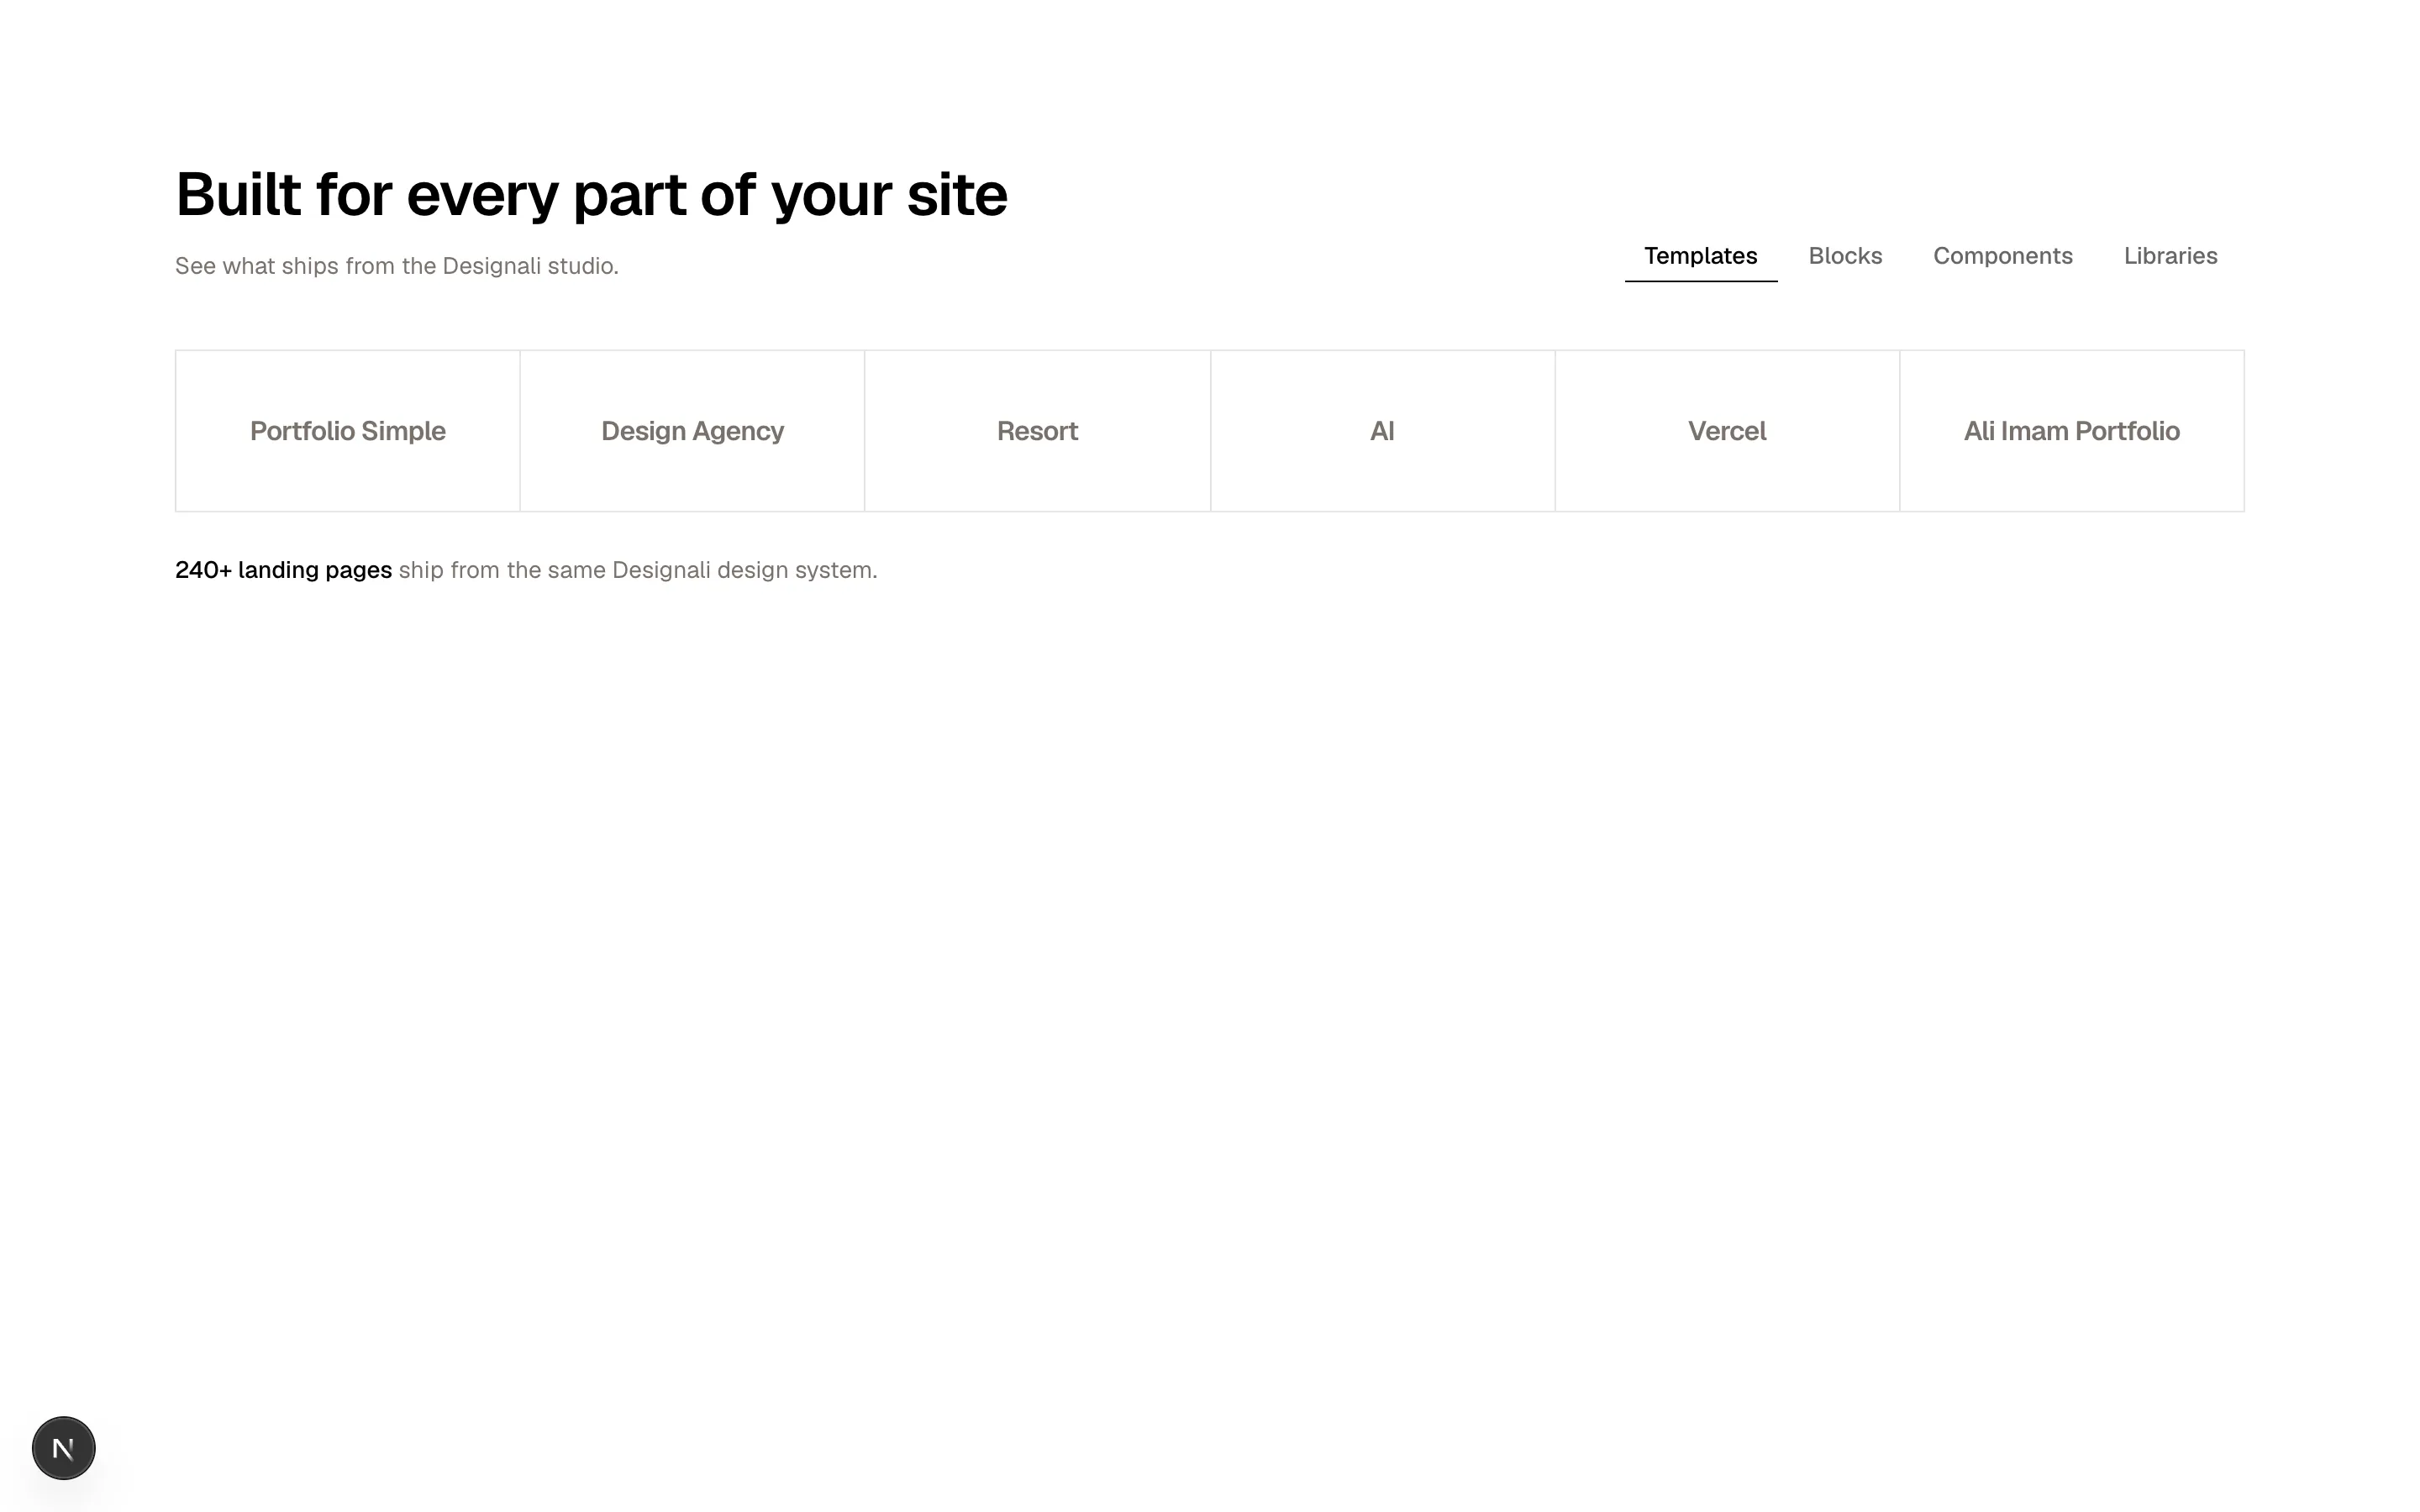 Built for every part of your site
See what ships from the Designali studio.
Templates Blocks Components Libraries
Portfolio Simple Design Agency Resort AI Vercel Ali Imam Portfolio
240+ landing pages ship from the same Designali design system.
N